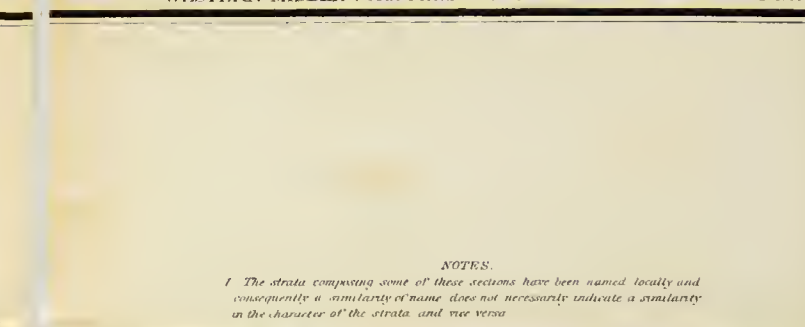 NOTES.
1 The strata composing some of these sections have been named locally and
consequently a similarity of name does not necessarily indicate a similarity
in the character of the strata and vice versa